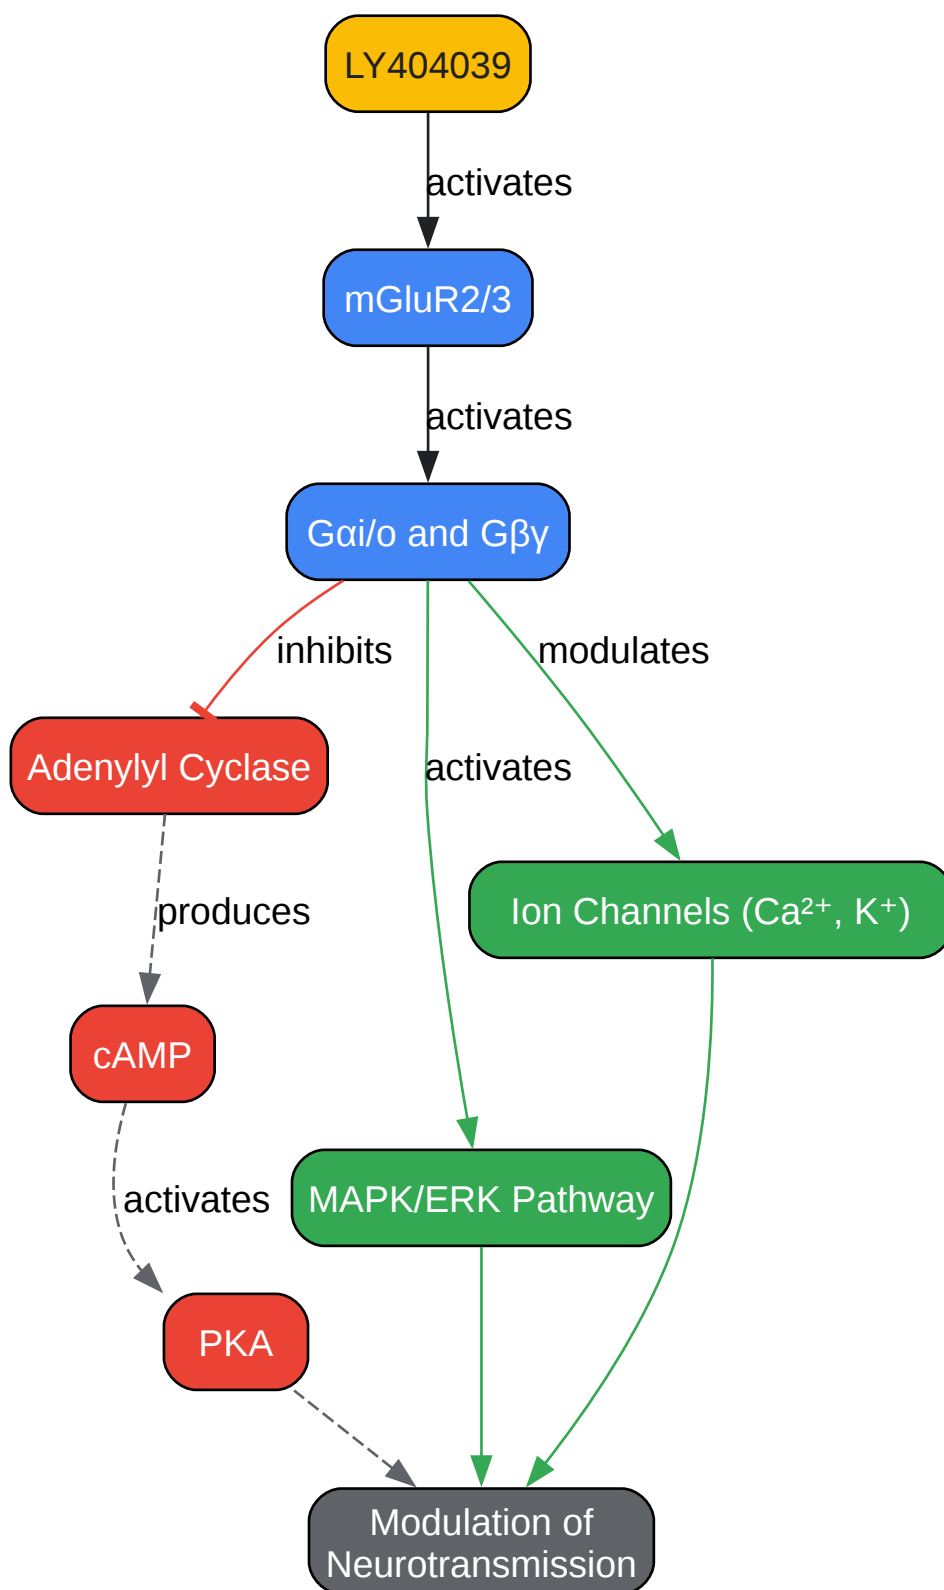 LY404039
activates
mGluR2/3
activates
Gαi/o and Gβγ
inhibits
modulates
Adenylyl Cyclase
activates
produces
Ion Channels (Ca²⁺, K⁺)
cAMP
activates
MAPK/ERK Pathway
PKA
Modulation of
Neurotransmission